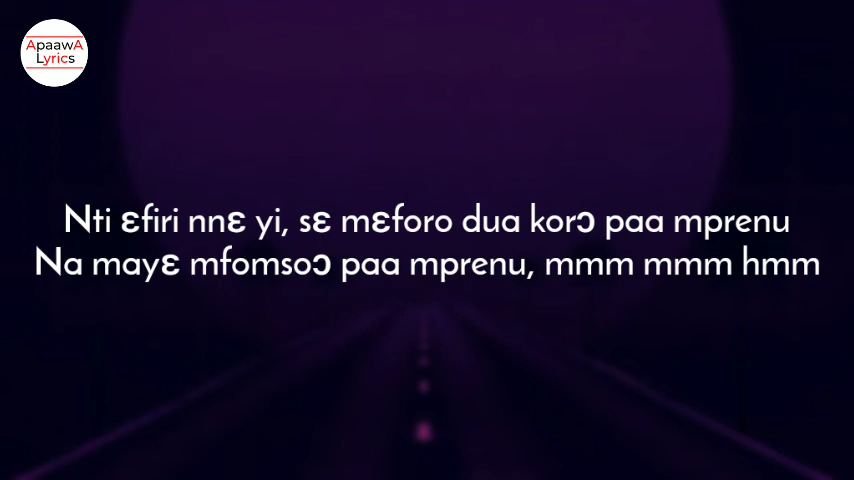 ApaawA
Lyrics
Nti ɛfiri nnɛ yi, sɛ mɛforo dua korɔ paa mprenu
Na mayɛ mfomsoɔ paa mprenu, mmm mmm hmm